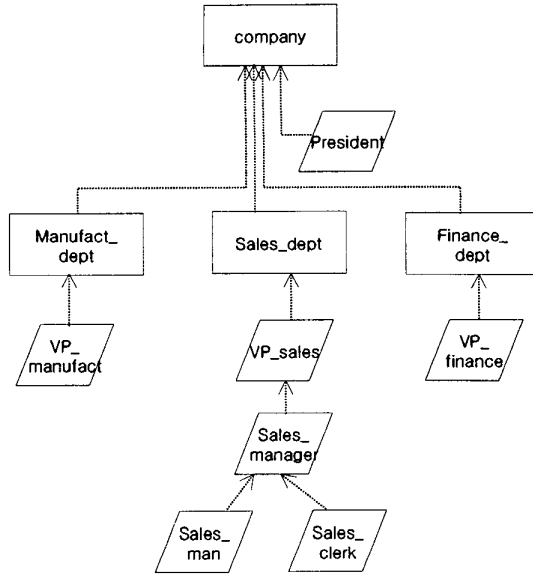 company
President
Manufact_
dept
Sales_dept
Finance_
dept
VP_
manufact
VP_sales
VP_
finance
Sales_
manager
Sales_
man
Sales_
clerk